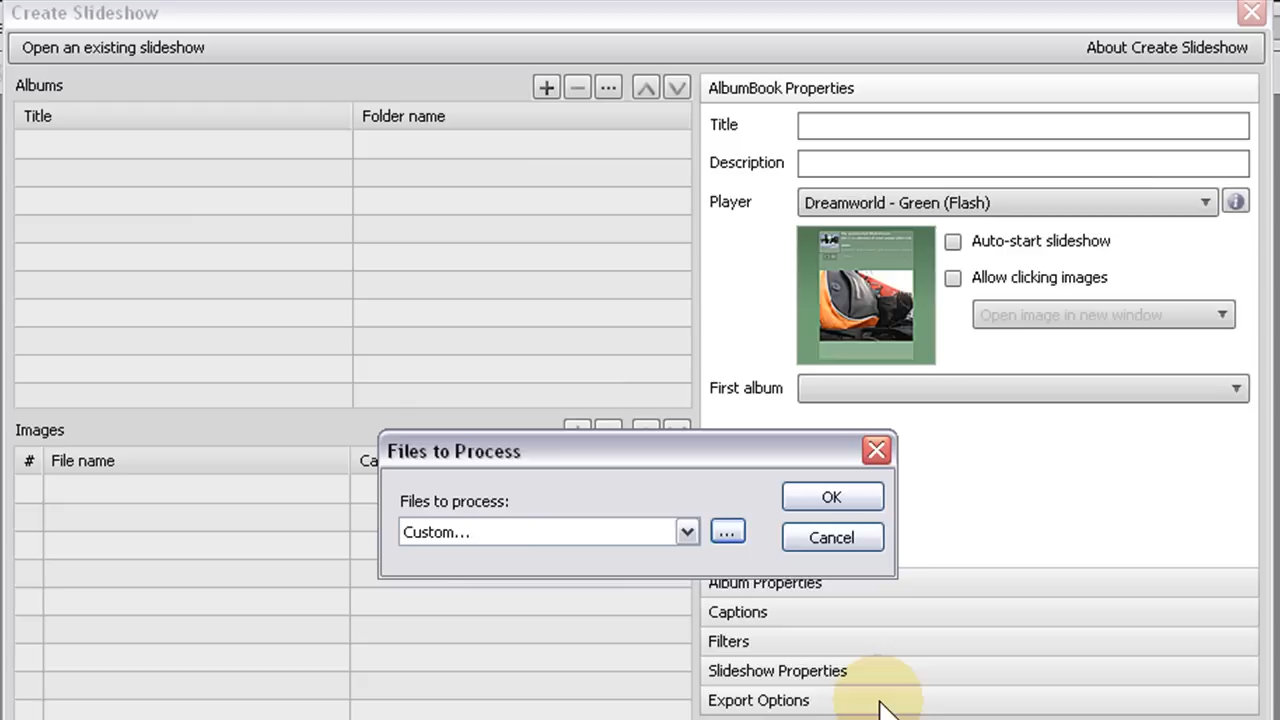 Create Slideshow
Open an existing slideshow
About Create Slideshow
Albums
Title
Folder name
AlbumBook Properties
Title
Description
Player
Dreamworld - Green (Flash)
Auto-start slideshow
Allow clicking images
Open image in new window
First album
Images
#
File name
Ca
Files to Process
Files to process:
Custom...
...
OK
Cancel
Album Properties
Captions
Filters
Slideshow Properties
Export Options